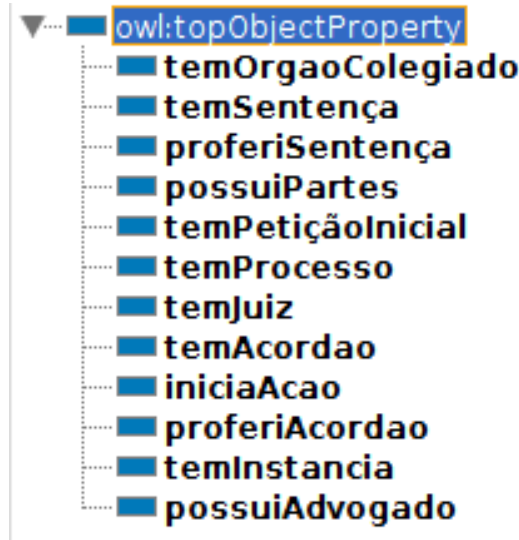 owl:topObjectProperty
temOrgaoColegiado
temSentença
proferiSentença
possuiPartes
temPetiçãoInicial
temProcesso
temJuiz
temAcordao
iniciaAcao
proferiAcordao
temInstancia
possuiAdvogado